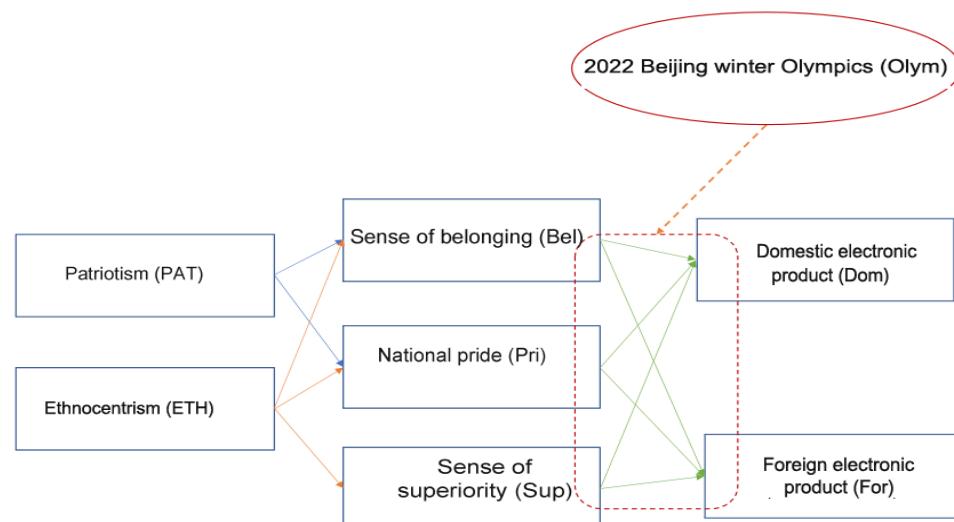 2022 Beijing winter Olympics (Olym)
Sense of belonging (Bel)
Patriotism (PAT)
Domestic electronic
product (Dom)
National pride (Pri)
Ethnocentrism (ETH)
Sense of
superiority (Sup)
Foreign electronic
product (For)